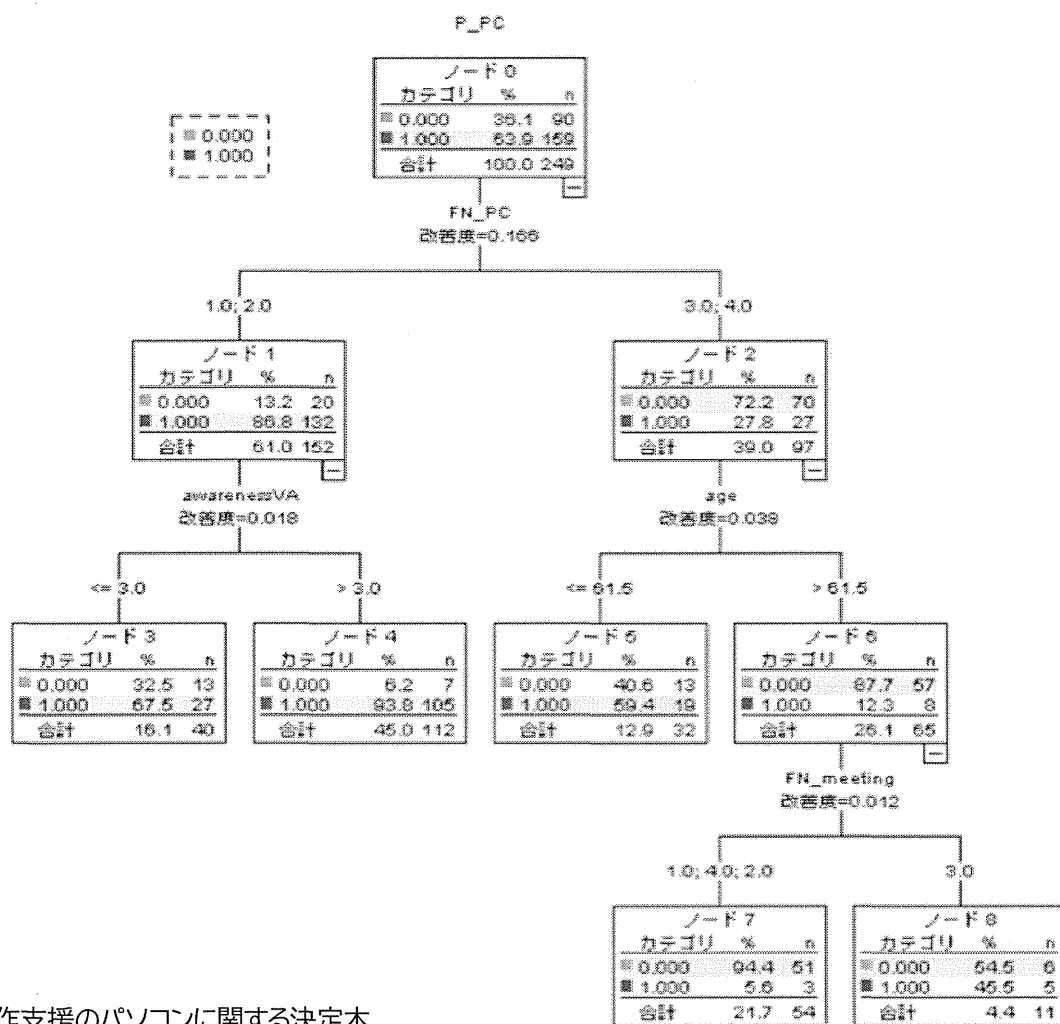 P_PC
ノード 0
カテゴリ % n
0.000 36.1 90
1.000 63.9 159
合計 100.0 249
0.000
1.000
FN_PC
改善度=0.166
1.0; 2.0
3.0; 4.0
ノード 1
カテゴリ % n
0.000 13.2 20
1.000 86.8 132
合計 61.0 152
ノード 2
カテゴリ % n
0.000 72.2 70
1.000 27.8 27
合計 39.0 97
awarenessVA
改善度=0.018
age
改善度=0.038
<= 3.0
> 3.0
<= 61.5
> 61.5
ノード 3
カテゴリ % n
0.000 32.5 13
1.000 67.5 27
合計 16.1 40
ノード 4
カテゴリ % n
0.000 6.2 7
1.000 93.8 105
合計 45.0 112
ノード 5
カテゴリ % n
0.000 40.6 13
1.000 59.4 19
合計 12.9 32
ノード 6
カテゴリ % n
0.000 87.7 57
1.000 12.3 8
合計 26.1 65
FN_meeting
改善度=0.012
1.0; 4.0; 2.0
3.0
ノード 7
カテゴリ % n
0.000 94.4 51
1.000 5.6 3
合計 21.7 54
ノード 8
カテゴリ % n
0.000 54.5 6
1.000 45.5 5
合計 4.4 11
作支援のパソコンに関する決定木